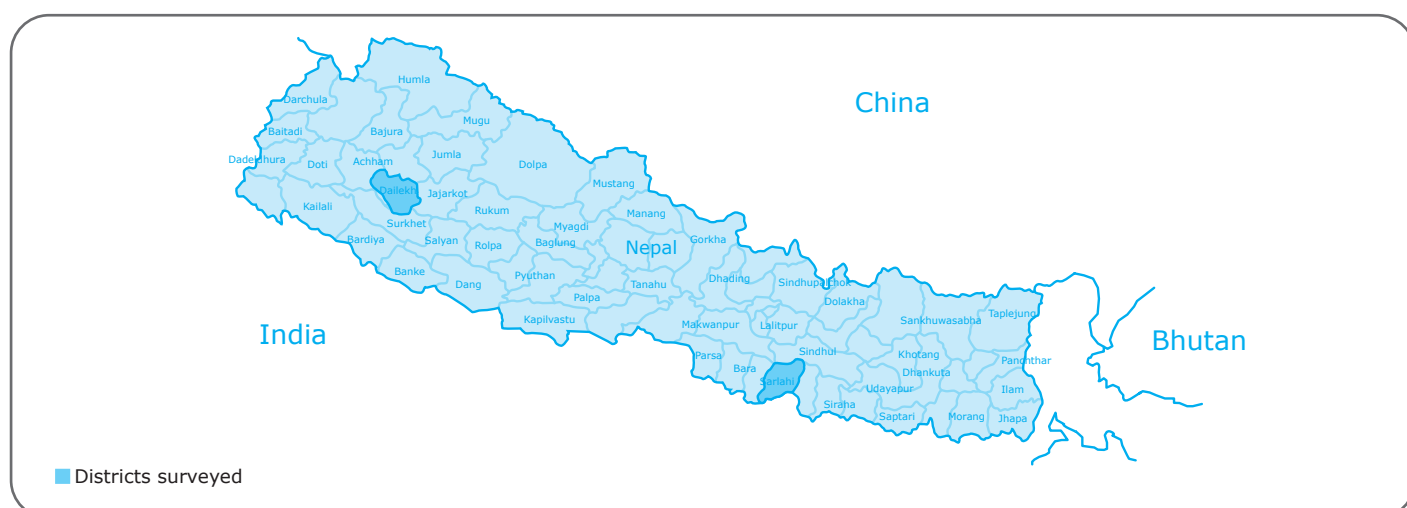 Humla
China
Darchula
Mugu
Baitadi
Bajura
Jumla
Dadeldhura
Doti
Achham
Dolpa
Mustang
Dailekh
Jajarkot
Kailali
Rukum
Manang
Surkhet
Myagdi
Bardiya
Salyan
Rolpa
Baglung
Nepal
Gorkha
Banke
Dang
Pyuthan
Tanahu
Dhading
Sindhupalchok
Dolakha
Palpa
Kapilvastu
Makwanpur
Lalitpur
Sankhuwasabha
Taplejung
India
Bhutan
Parsa
Bara
Sindhul
Khotang
Panchthar
Sarlahi
Dhankuta
Udayapur
Ilam
Siraha
Saptari
Morang
Jhapa
Districts surveyed